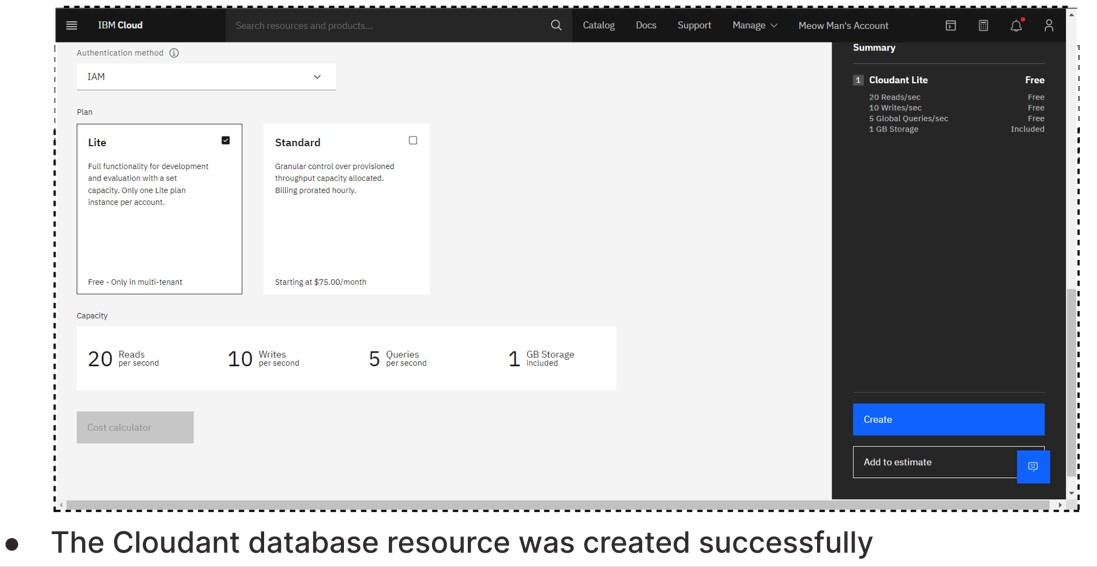 IBM Cloud
Search resources and products...
Catalog
Docs
Support
Manage
Meow Man's Account
Authentication method
IAM
Plan
Lite
Full functionality for development
and evaluation with a set
capacity. Only one Lite plan
instance per account.
Free - Only in multi-tenant
Standard
Granular control over provisioned
throughput capacity allocated.
Billing prorated hourly.
Starting at $75.00/month
Capacity
20 Reads
per second
10 Writes
per second
5 Queries
per second
1 GB Storage
included
Cost calculator
Summary
1 Cloudant Lite Free
20 Reads/sec Free
10 Writes/sec Free
5 Global Queries/sec Free
1 GB Storage Included
Create
Add to estimate
• The Cloudant database resource was created successfully